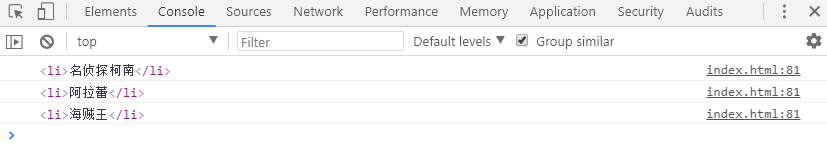 Elements Console Sources Network Performance Memory Application Security Audits
top Filter Default levels Group similar
<li>名侦探柯南</li> index.html:81
<li>阿拉蕾</li> index.html:81
<li>海贼王</li> index.html:81